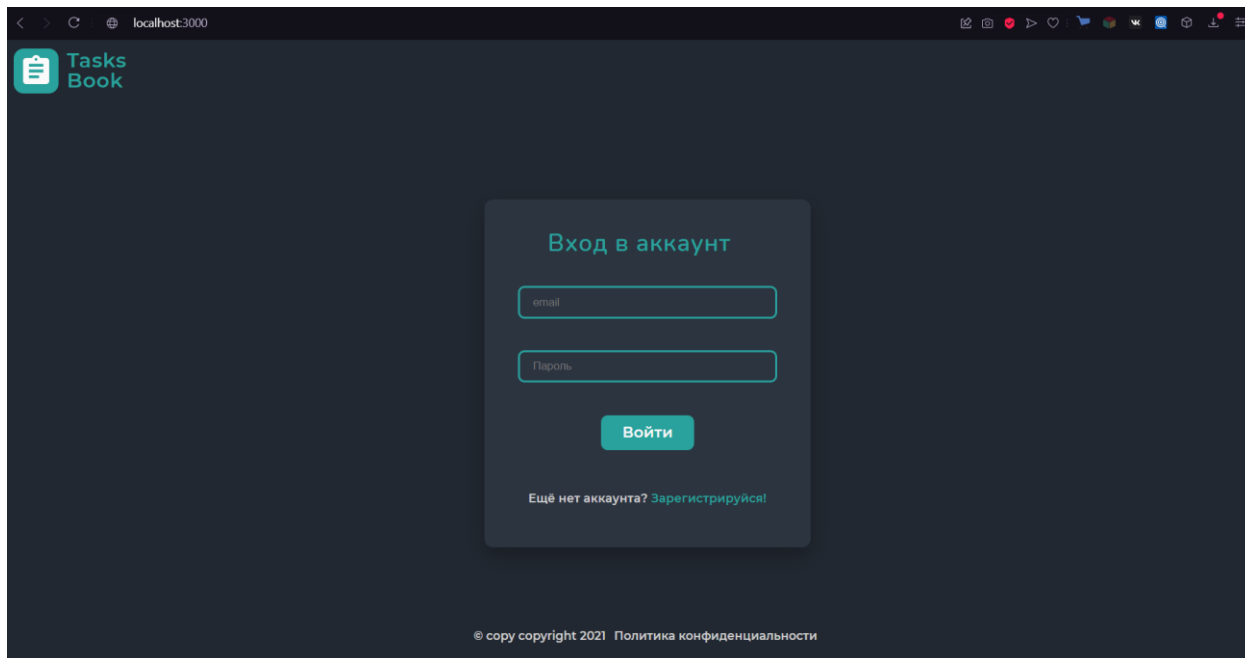 localhost:3000
Tasks
Book
Вход в аккаунт
email
Пароль
Войти
Ещё нет аккаунта? Зарегистрируйся!
© copy copyright 2021 Политика конфиденциальности